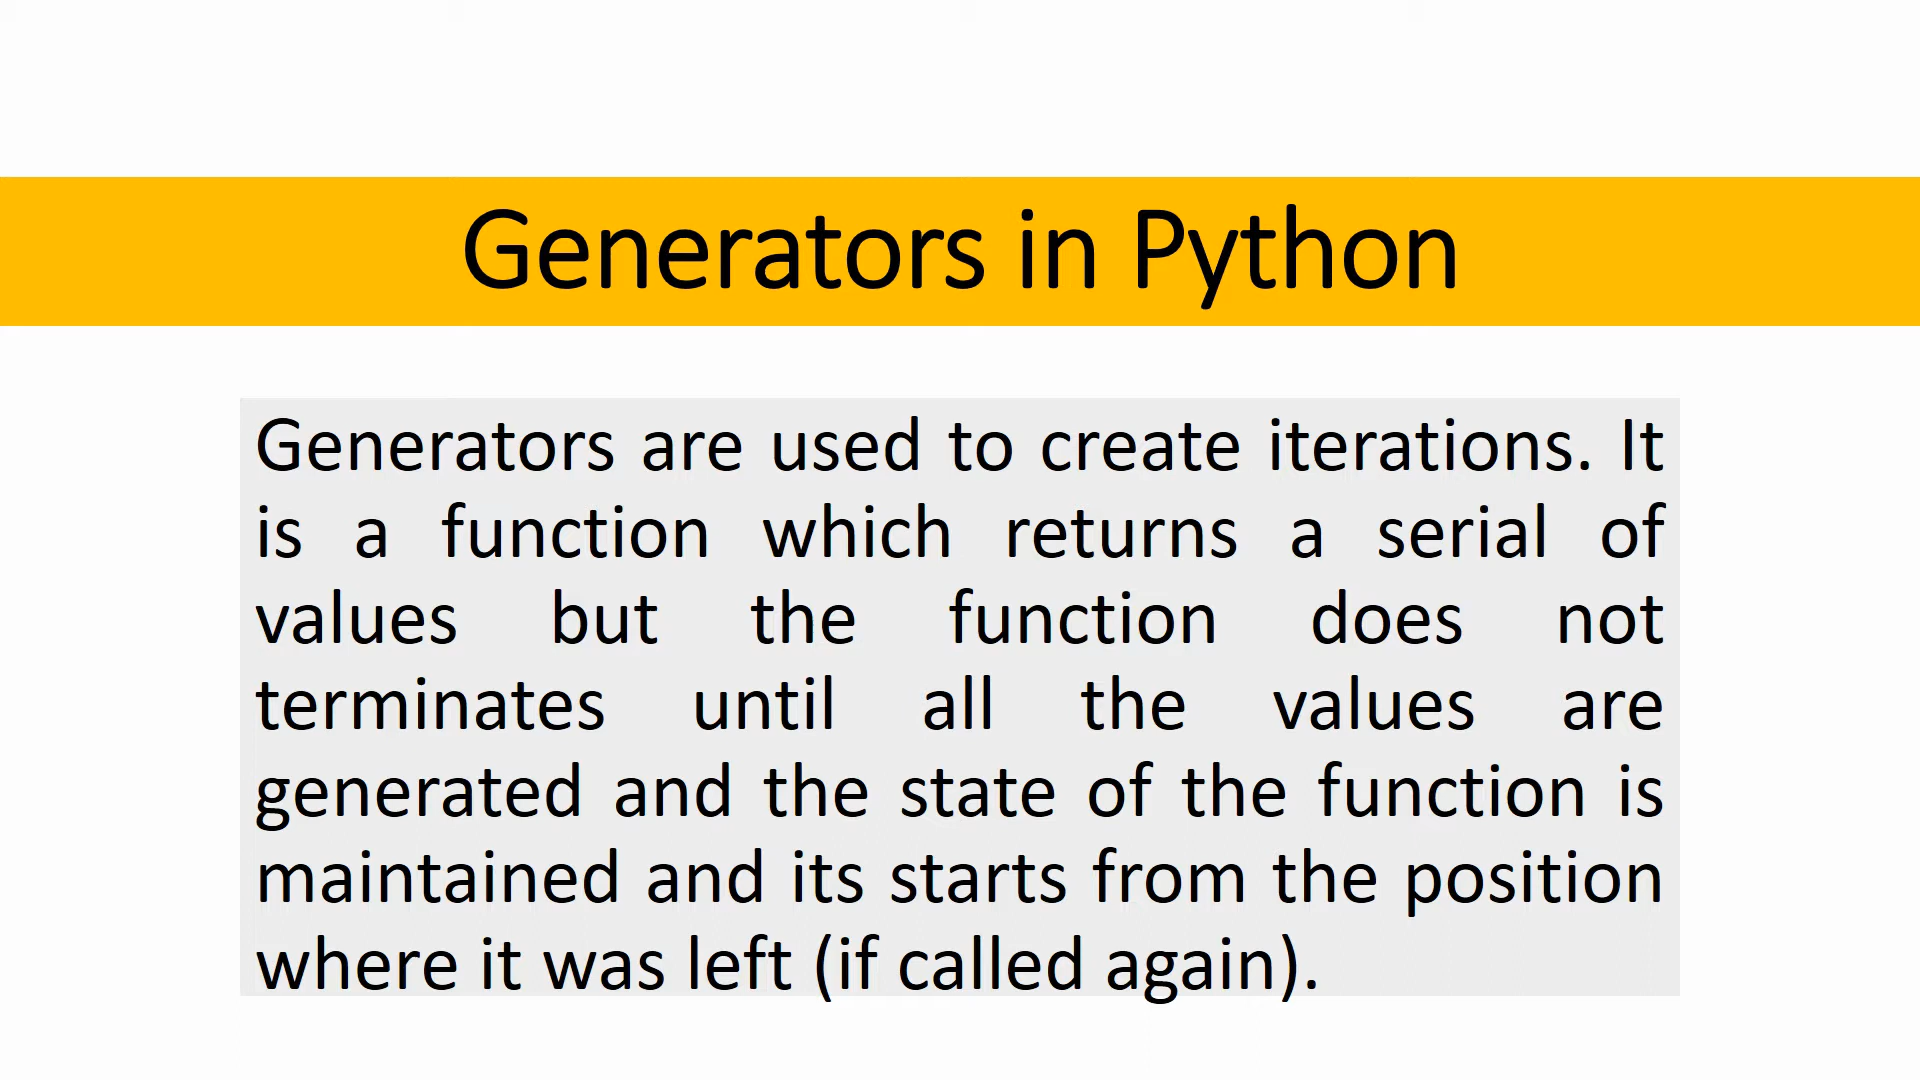 Generators in Python
Generators are used to create iterations. It
is a function which returns a serial of
values but the function does not
terminates until all the values are
generated and the state of the function is
maintained and its starts from the position
where it was left (if called again).